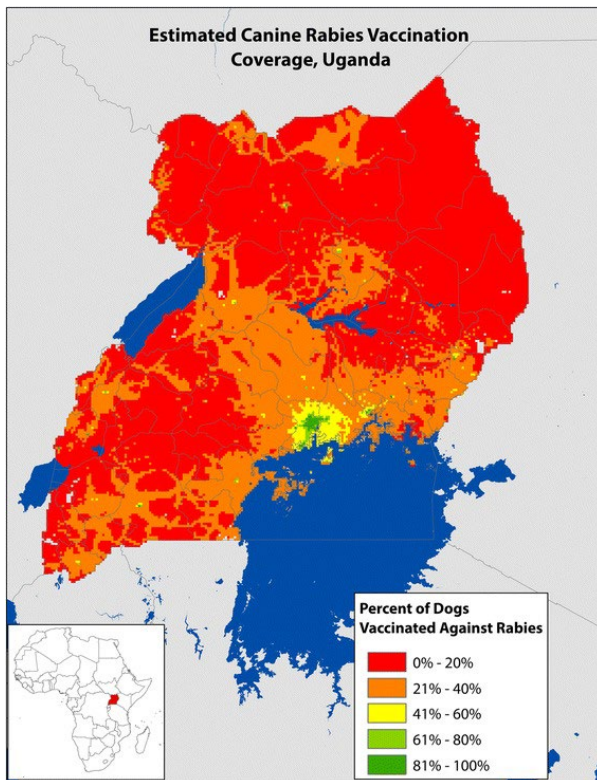 Estimated Canine Rabies Vaccination
Coverage, Uganda
Percent of Dogs
Vaccinated Against Rabies
0% - 20%
21% - 40%
41% - 60%
61% - 80%
81% - 100%